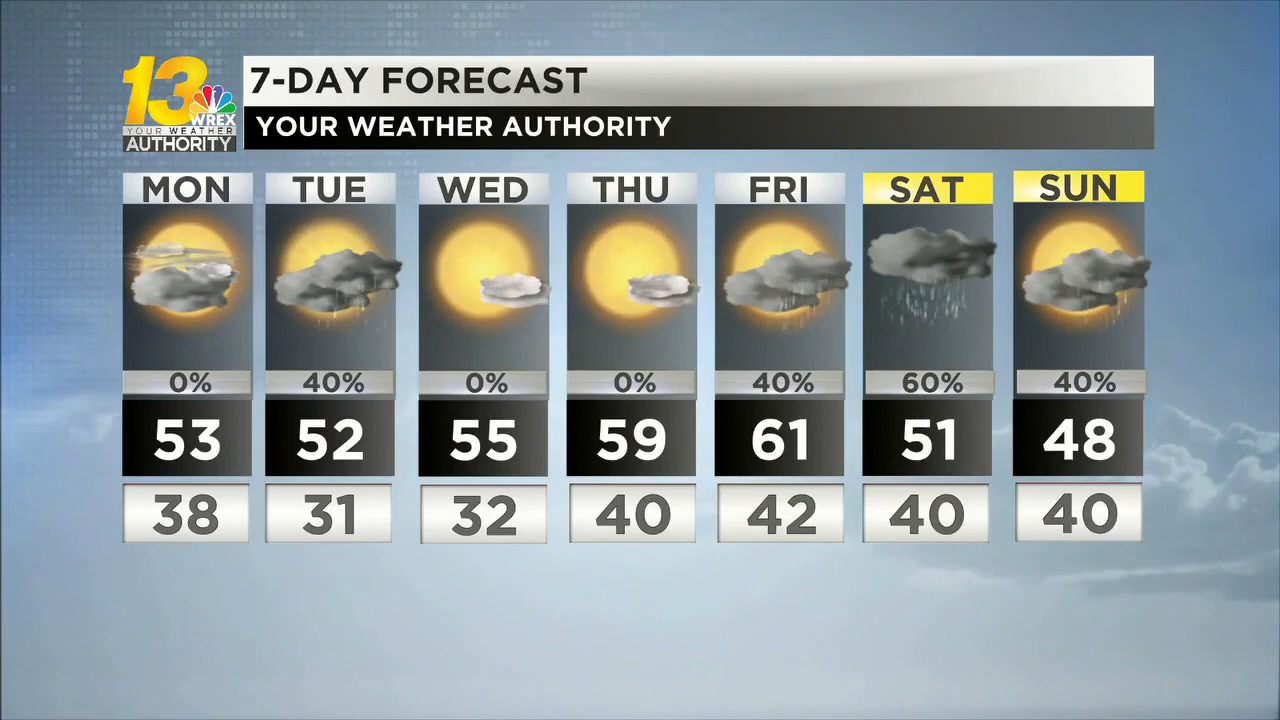 13
WREX
YOUR WEATHER
AUTHORITY
7-DAY FORECAST
YOUR WEATHER AUTHORITY
MON TUE WED THU FRI SAT SUN
0% 40% 0% 0% 40% 60% 40%
53 52 55 59 61 51 48
38 31 32 40 42 40 40